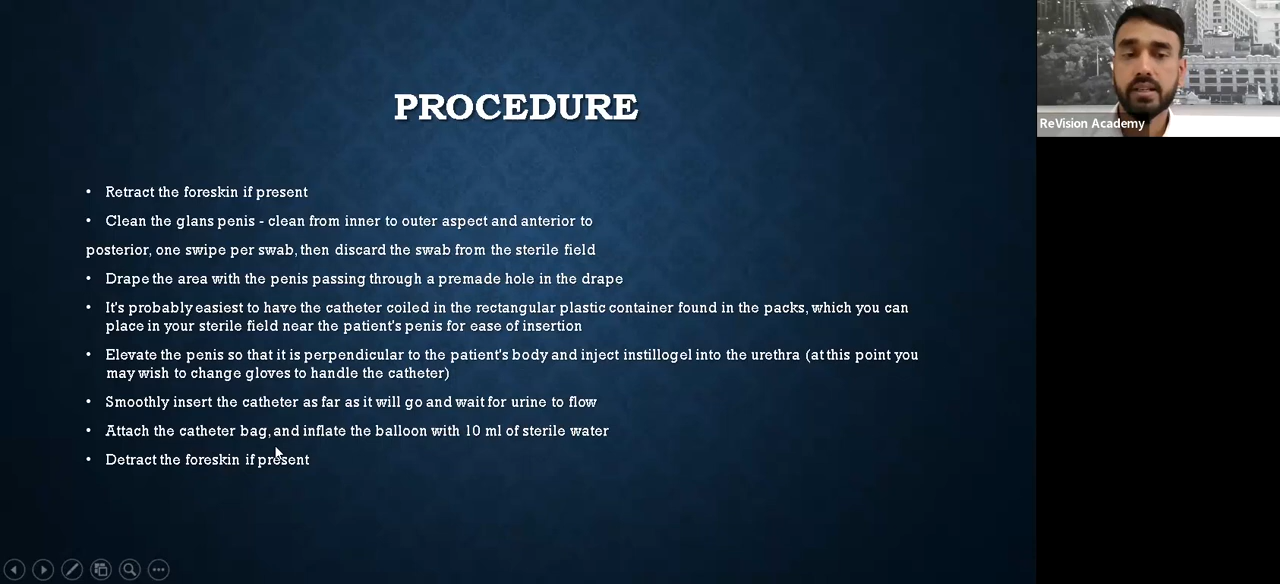 PROCEDURE
• Retract the foreskin if present
• Clean the glans penis - clean from inner to outer aspect and anterior to
posterior, one swipe per swab, then discard the swab from the sterile field
• Drape the area with the penis passing through a premade hole in the drape
• It's probably easiest to have the catheter coiled in the rectangular plastic container found in the packs, which you can
place in your sterile field near the patient's penis for ease of insertion
• Elevate the penis so that it is perpendicular to the patient's body and inject instillogel into the urethra (at this point you
may wish to change gloves to handle the catheter)
• Smoothly insert the catheter as far as it will go and wait for urine to flow
• Attach the catheter bag, and inflate the balloon with 10 ml of sterile water
• Detract the foreskin if present
ReVision Academy